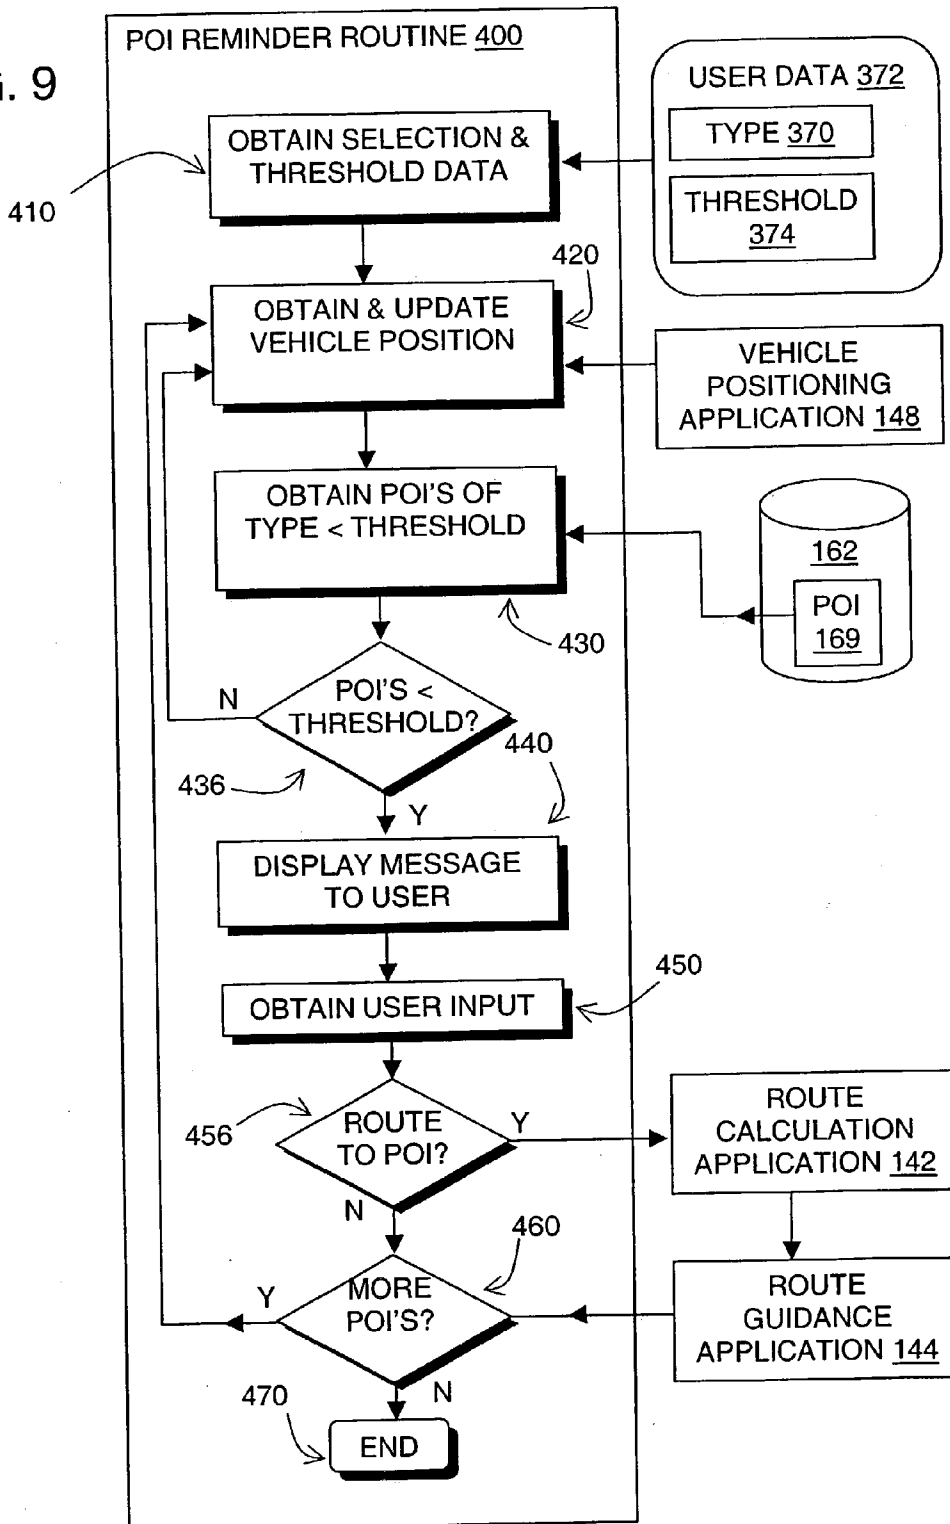 POI REMINDER ROUTINE 400
G. 9
USER DATA 372
TYPE 370
THRESHOLD
374
OBTAIN SELECTION &
THRESHOLD DATA
410
420
OBTAIN & UPDATE
VEHICLE POSITION
VEHICLE
POSITIONING
APPLICATION 148
OBTAIN POI'S OF
TYPE < THRESHOLD
162
POI
169
430
POI'S <
THRESHOLD?
N
440
436
Y
DISPLAY MESSAGE
TO USER
450
OBTAIN USER INPUT
456
ROUTE
TO POI?
Y
ROUTE
CALCULATION
APPLICATION 142
N
460
MORE
POI'S?
Y
ROUTE
GUIDANCE
APPLICATION 144
N
470
END